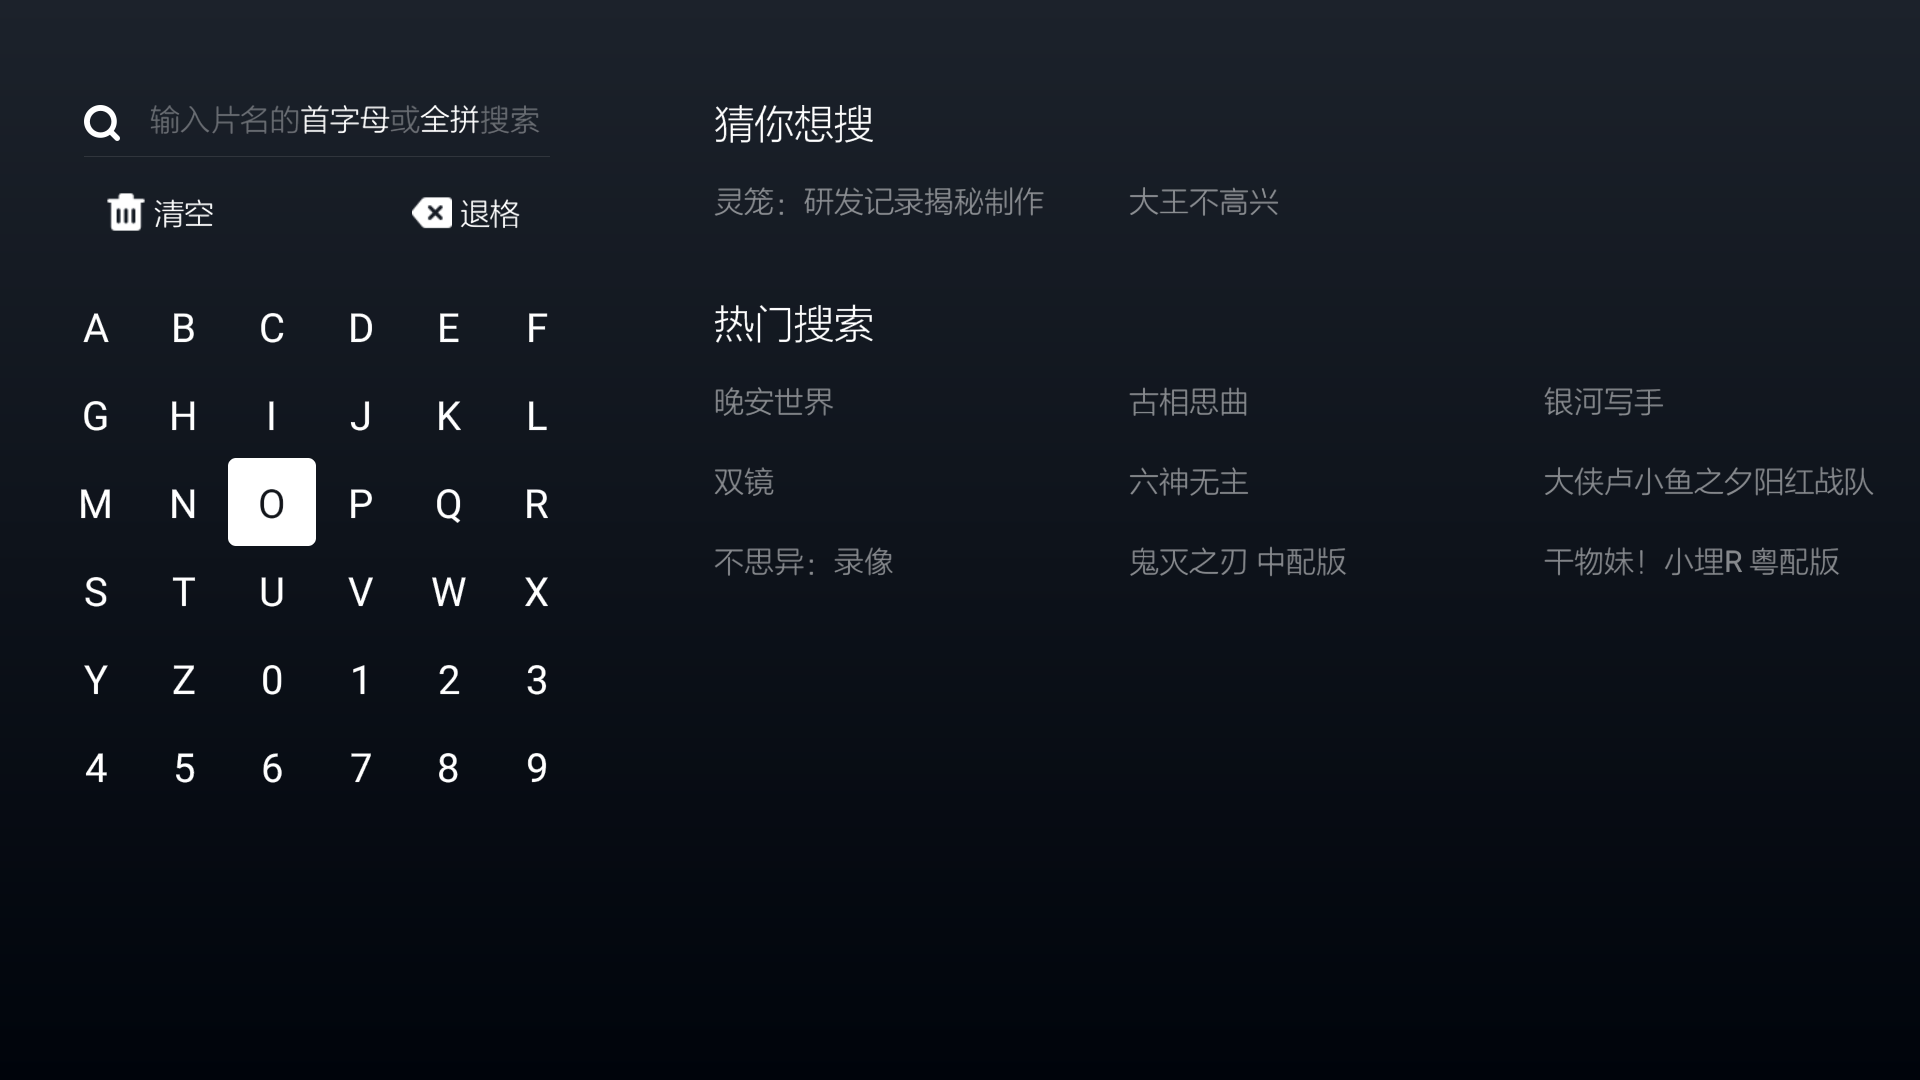 输入片名的首字母或全拼搜索
清空 退格
A B C D E F
G H I J K L
M N O P Q R
S T U V W X
Y Z 0 1 2 3
4 5 6 7 8 9
猜你想搜
灵笼：研发记录揭秘制作 大王不高兴
热门搜索
晚安世界 古相思曲 银河写手
双镜 六神无主 大侠卢小鱼之夕阳红战队
不思异：录像 鬼灭之刃 中配版 干物妹！小埋R 粤配版